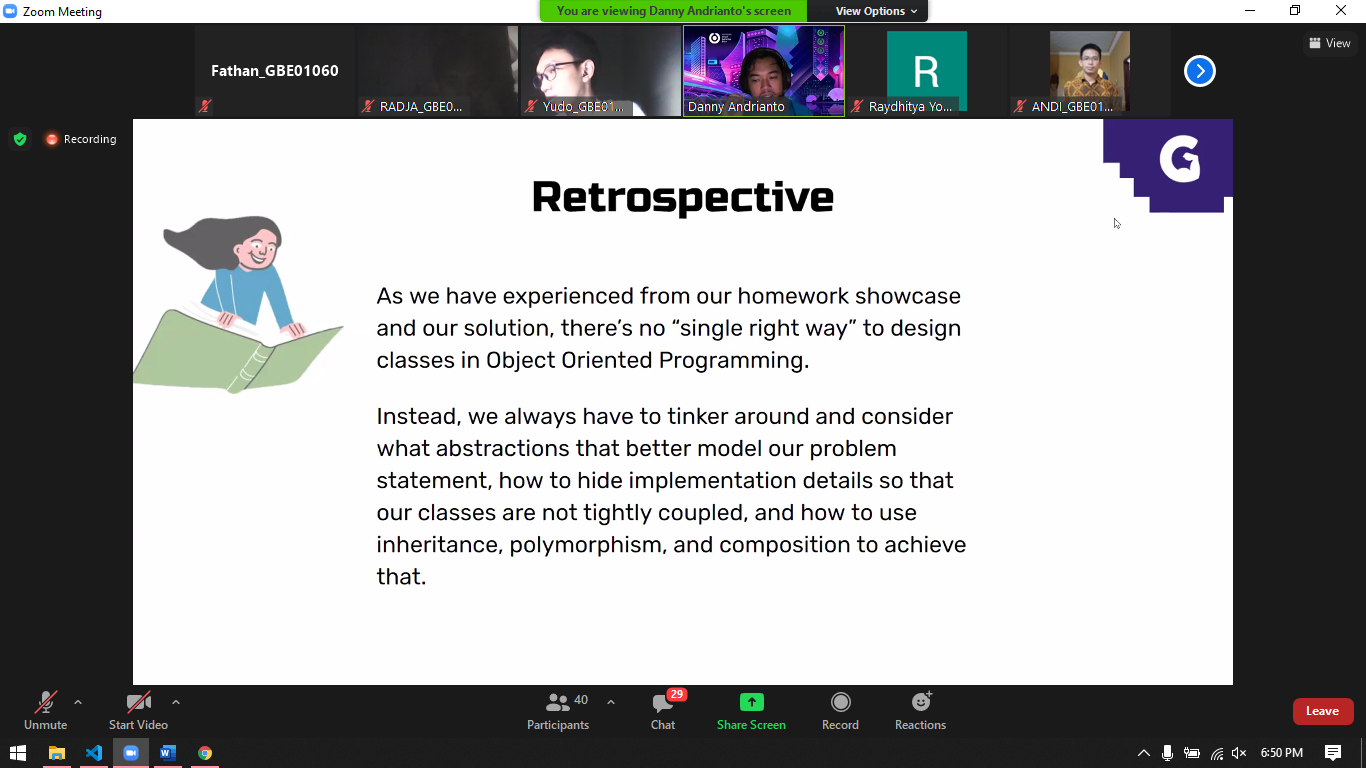 Zoom Meeting
You are viewing Danny Andrianto's screen
View Options
View
Fathan_GBE01060
RADJA_GBE0...
Yudo_GBE01...
Danny Andrianto
R
Raydhitya Yo...
ANDI_GBE01...
Recording
G
Retrospective
As we have experienced from our homework showcase
and our solution, there's no “single right way” to design
classes in Object Oriented Programming.
Instead, we always have to tinker around and consider
what abstractions that better model our problem
statement, how to hide implementation details so that
our classes are not tightly coupled, and how to use
inheritance, polymorphism, and composition to achieve
that.
Unmute
Start Video
40
Participants
29
Chat
Share Screen
Record
Reactions
Leave
6:50 PM